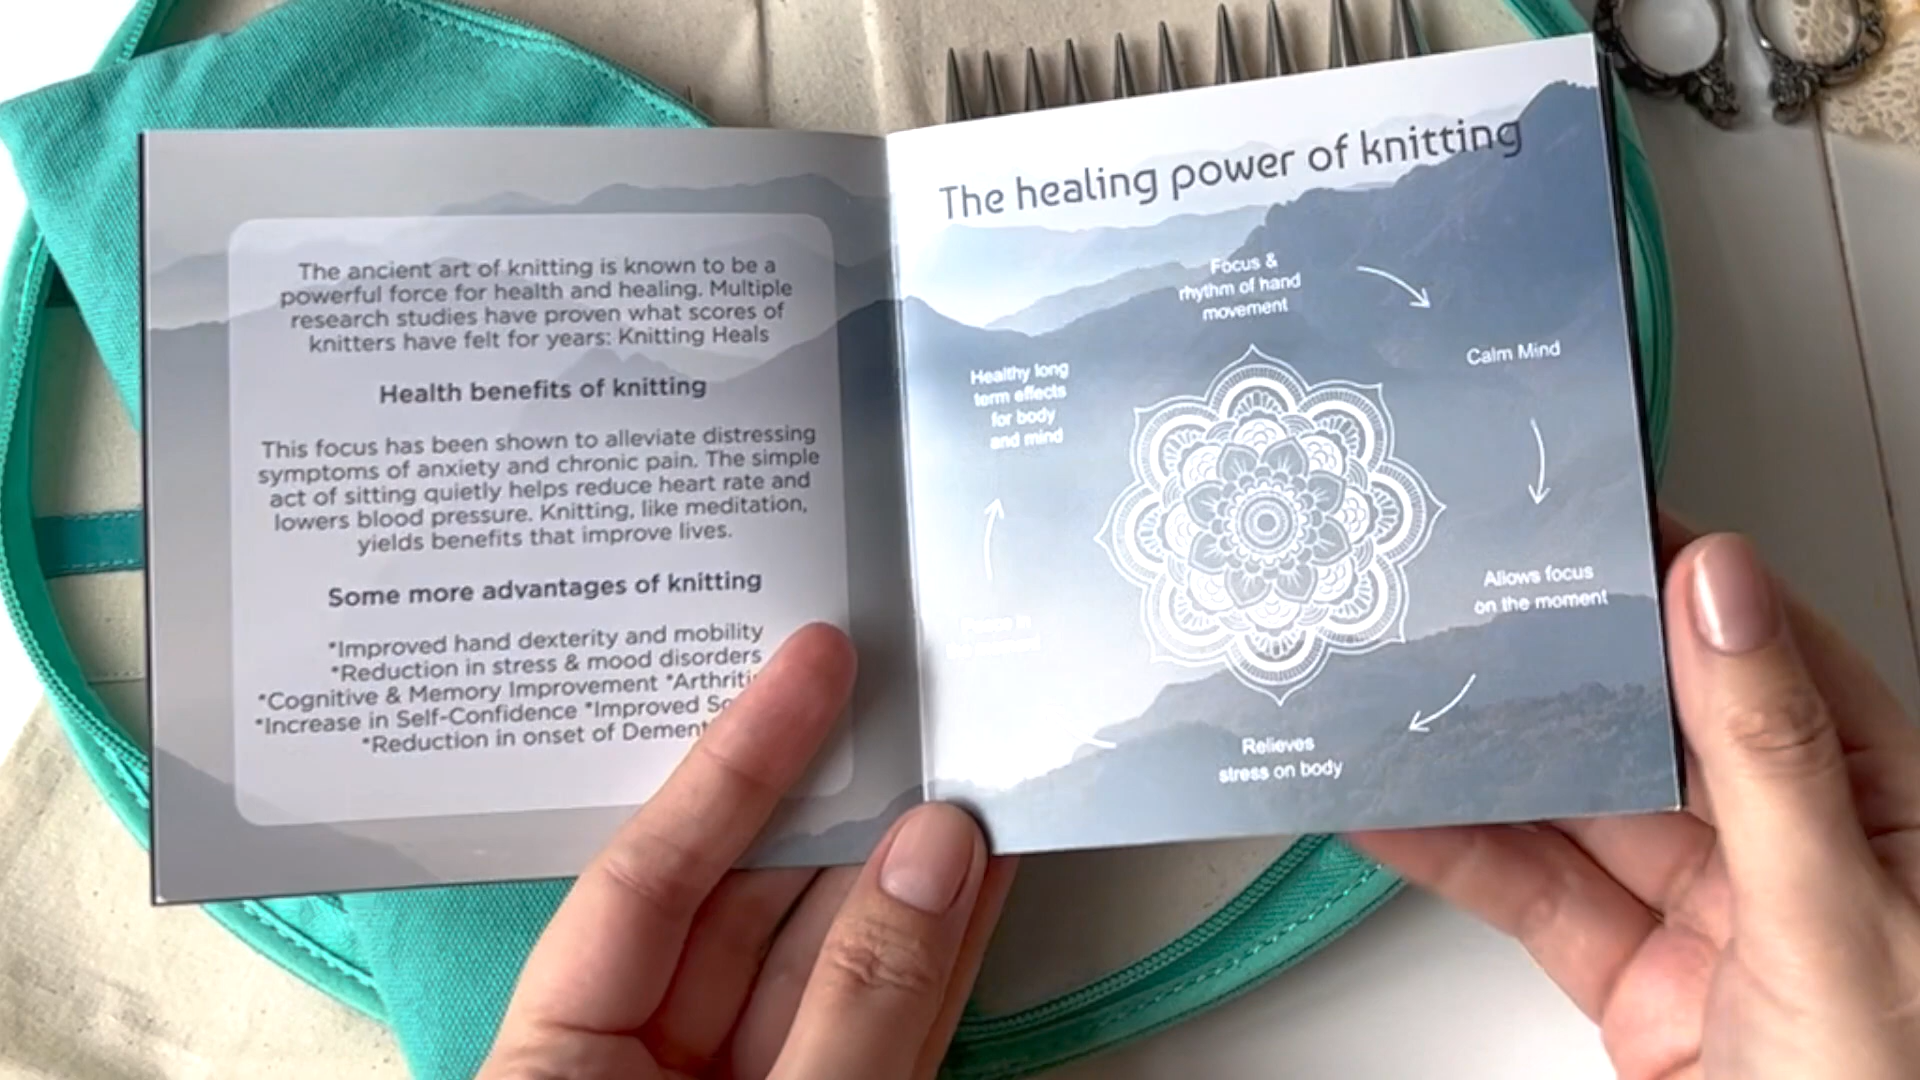 The ancient art of knitting is known to be a
powerful force for health and healing. Multiple
research studies have proven what scores of
knitters have felt for years: Knitting Heals
Health benefits of knitting
This focus has been shown to alleviate distressing
symptoms of anxiety and chronic pain. The simple
act of sitting quietly helps reduce heart rate and
lowers blood pressure. Knitting, like meditation,
yields benefits that improve lives.
Some more advantages of knitting
*Improved hand dexterity and mobility
*Reduction in stress & mood disorders
*Cognitive & Memory Improvement
*Increase in Self-Confidence *Improved
*Reduction in onset of
The healing power of knitting
Focus &
rhythm of hand
movement
Calm Mind
Allows focus
on the moment
Relieves
stress on body
Healthy long
term effects
for body
and mind